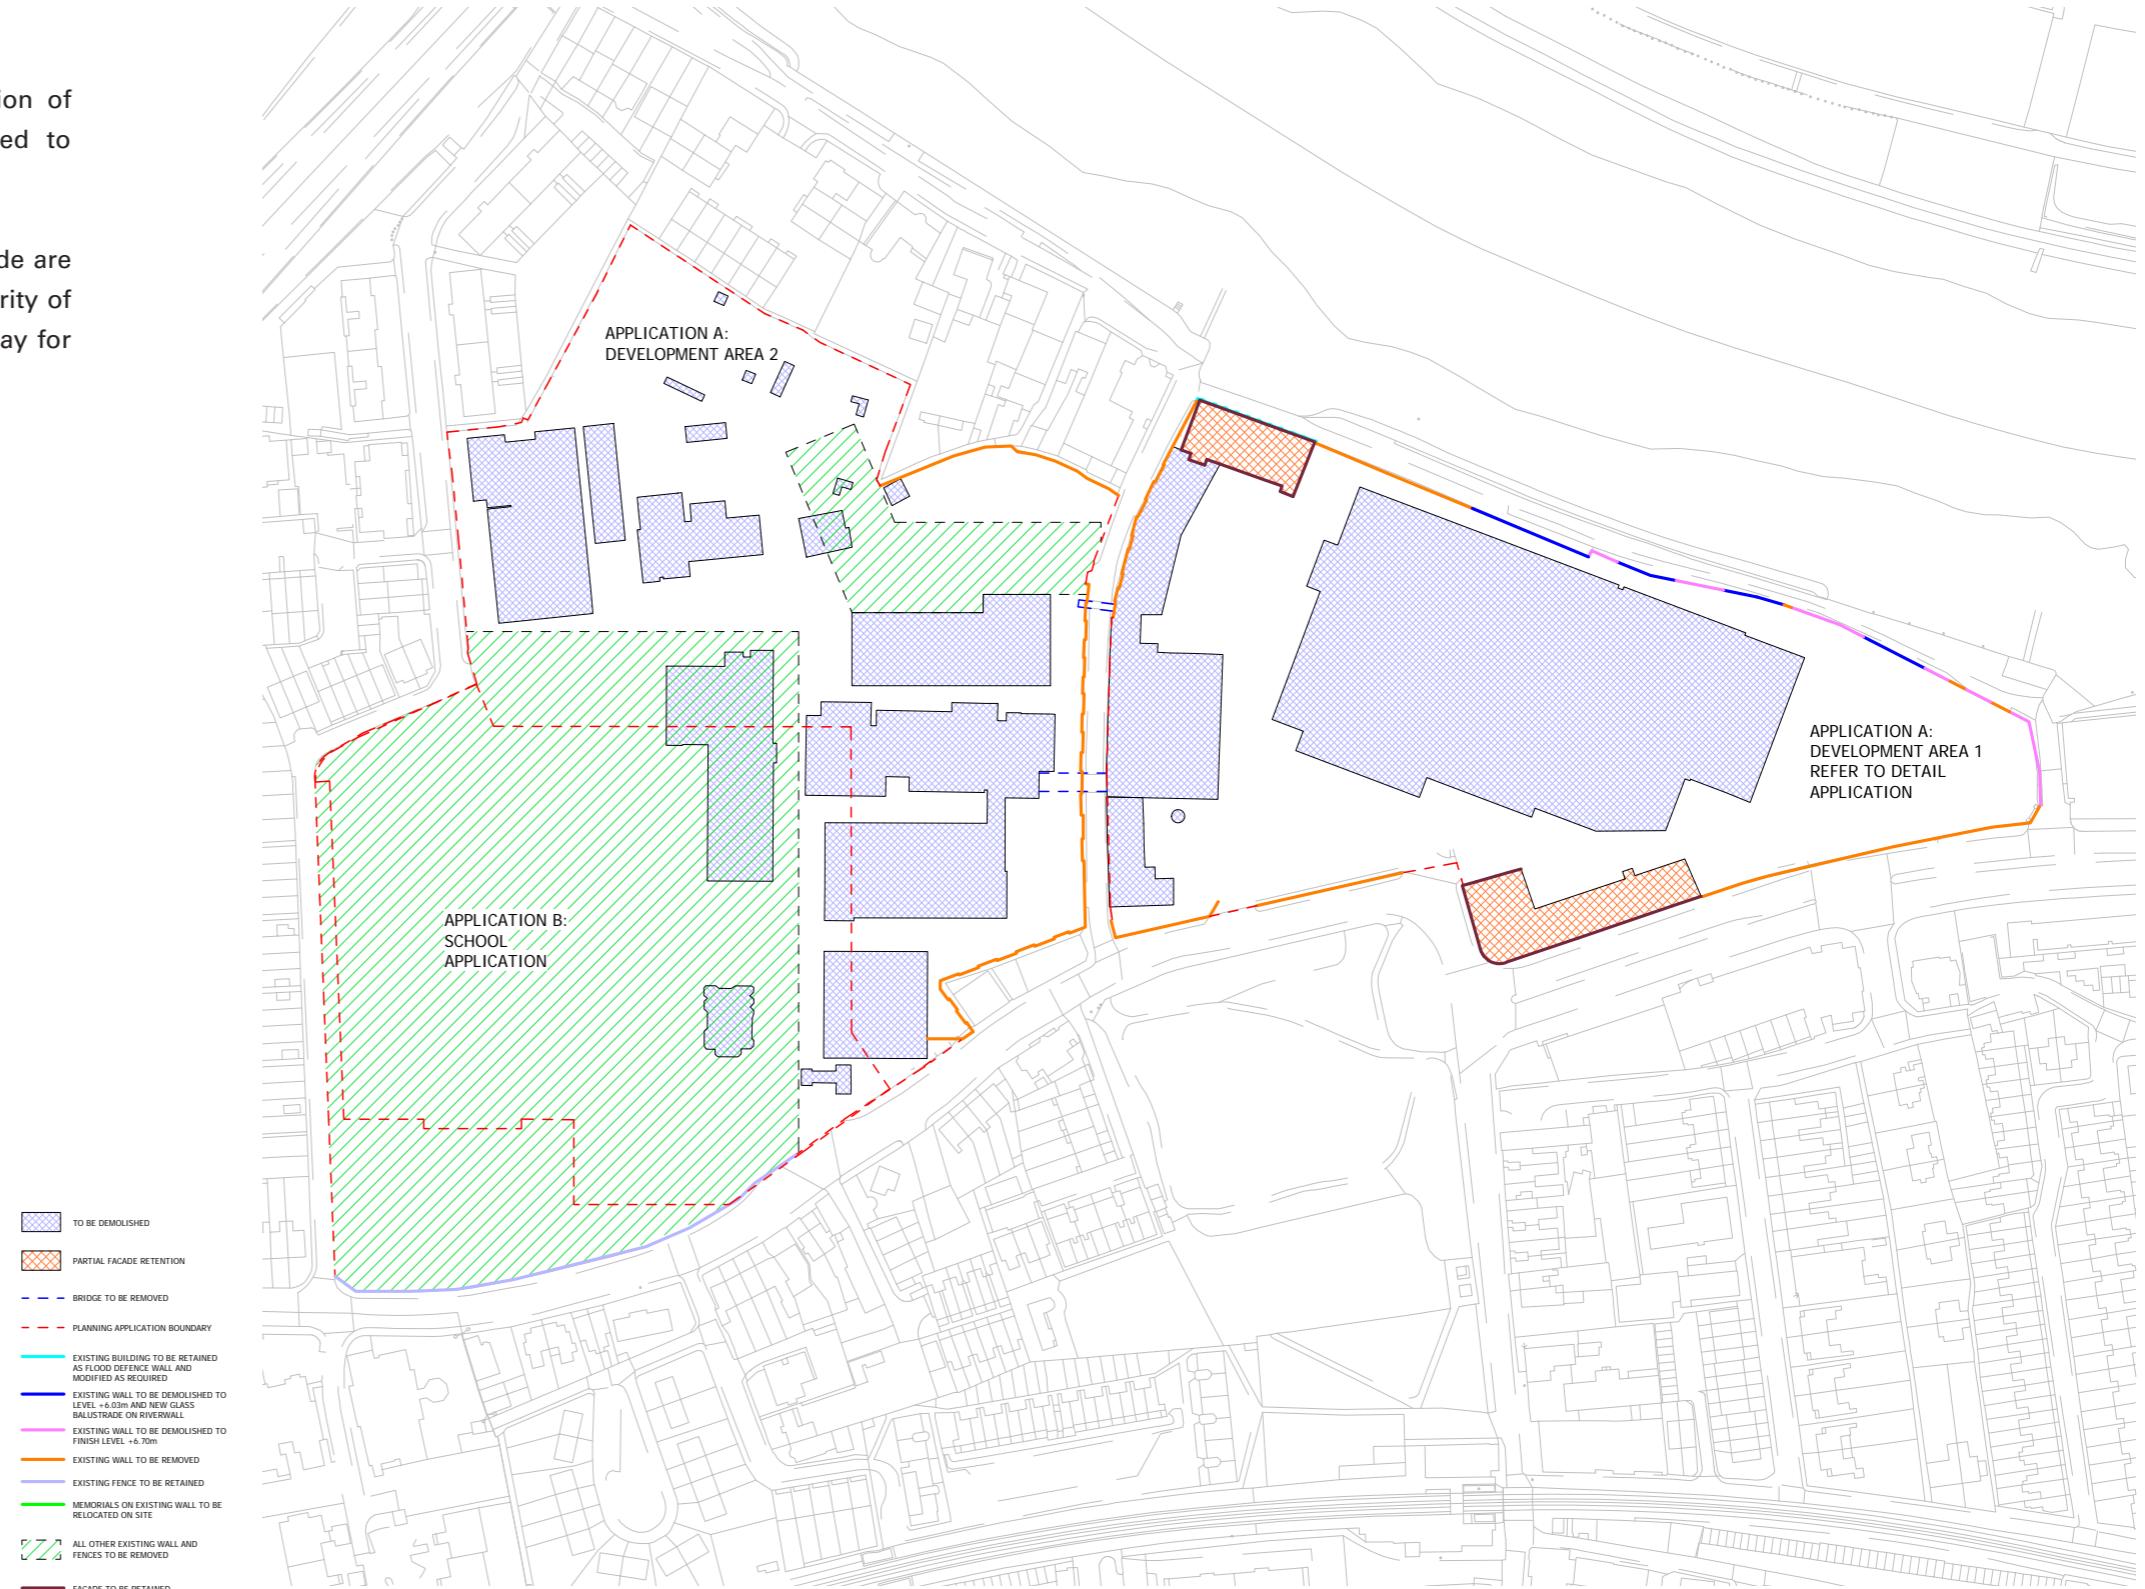 ion of
ed to
de are
rity of
ay for
APPLICATION A:
DEVELOPMENT AREA 2
APPLICATION A:
DEVELOPMENT AREA 1
REFER TO DETAIL
APPLICATION
APPLICATION B:
SCHOOL
APPLICATION
TO BE DEMOLISHED
PARTIAL FACADE RETENTION
BRIDGE TO BE REMOVED
PLANNING APPLICATION BOUNDARY
EXISTING BUILDING TO BE RETAINED
AS FLOOD DEFENCE WALL AND
MODIFIED AS REQUIRED
EXISTING WALL TO BE DEMOLISHED TO
LEVEL +6.03m AND NEW GLASS
BALUSTRADE ON RIVERWALL
EXISTING WALL TO BE DEMOLISHED TO
FINISH LEVEL +6.70m
EXISTING WALL TO BE REMOVED
EXISTING FENCE TO BE RETAINED
MEMORIALS ON EXISTING WALL TO BE
RELOCATED ON SITE
ALL OTHER EXISTING WALL AND
FENCES TO BE REMOVED
FACADE TO BE RETAINED